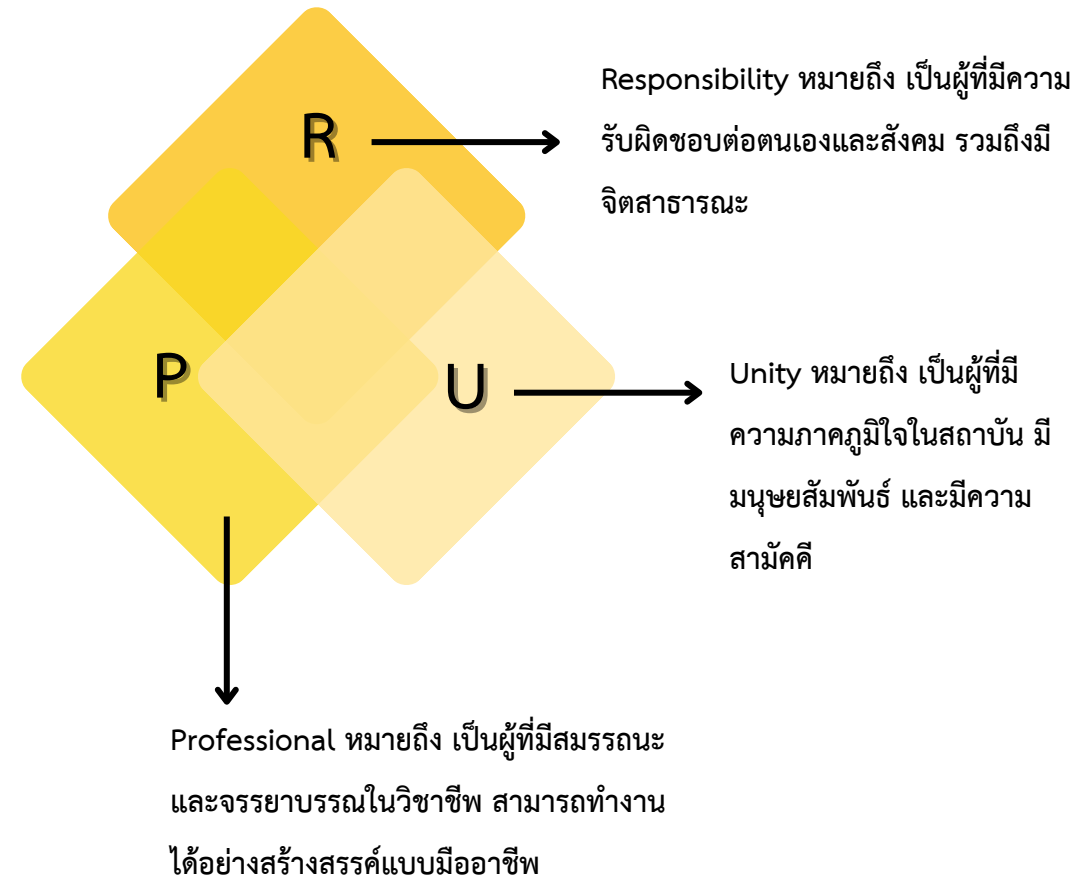 R
Responsibility หมายถึง เป็นผู้ที่มีความ
รับผิดชอบต่อตนเองและสังคม รวมถึงมี
จิตสาธารณะ
P
U
Unity หมายถึง เป็นผู้ที่มี
ความภาคภูมิใจในสถาบัน มี
มนุษยสัมพันธ์ และมีความ
สามัคคี
Professional หมายถึง เป็นผู้ที่มีสมรรถนะ
และจรรยาบรรณในวิชาชีพ สามารถทำงาน
ได้อย่างสร้างสรรค์แบบมืออาชีพ